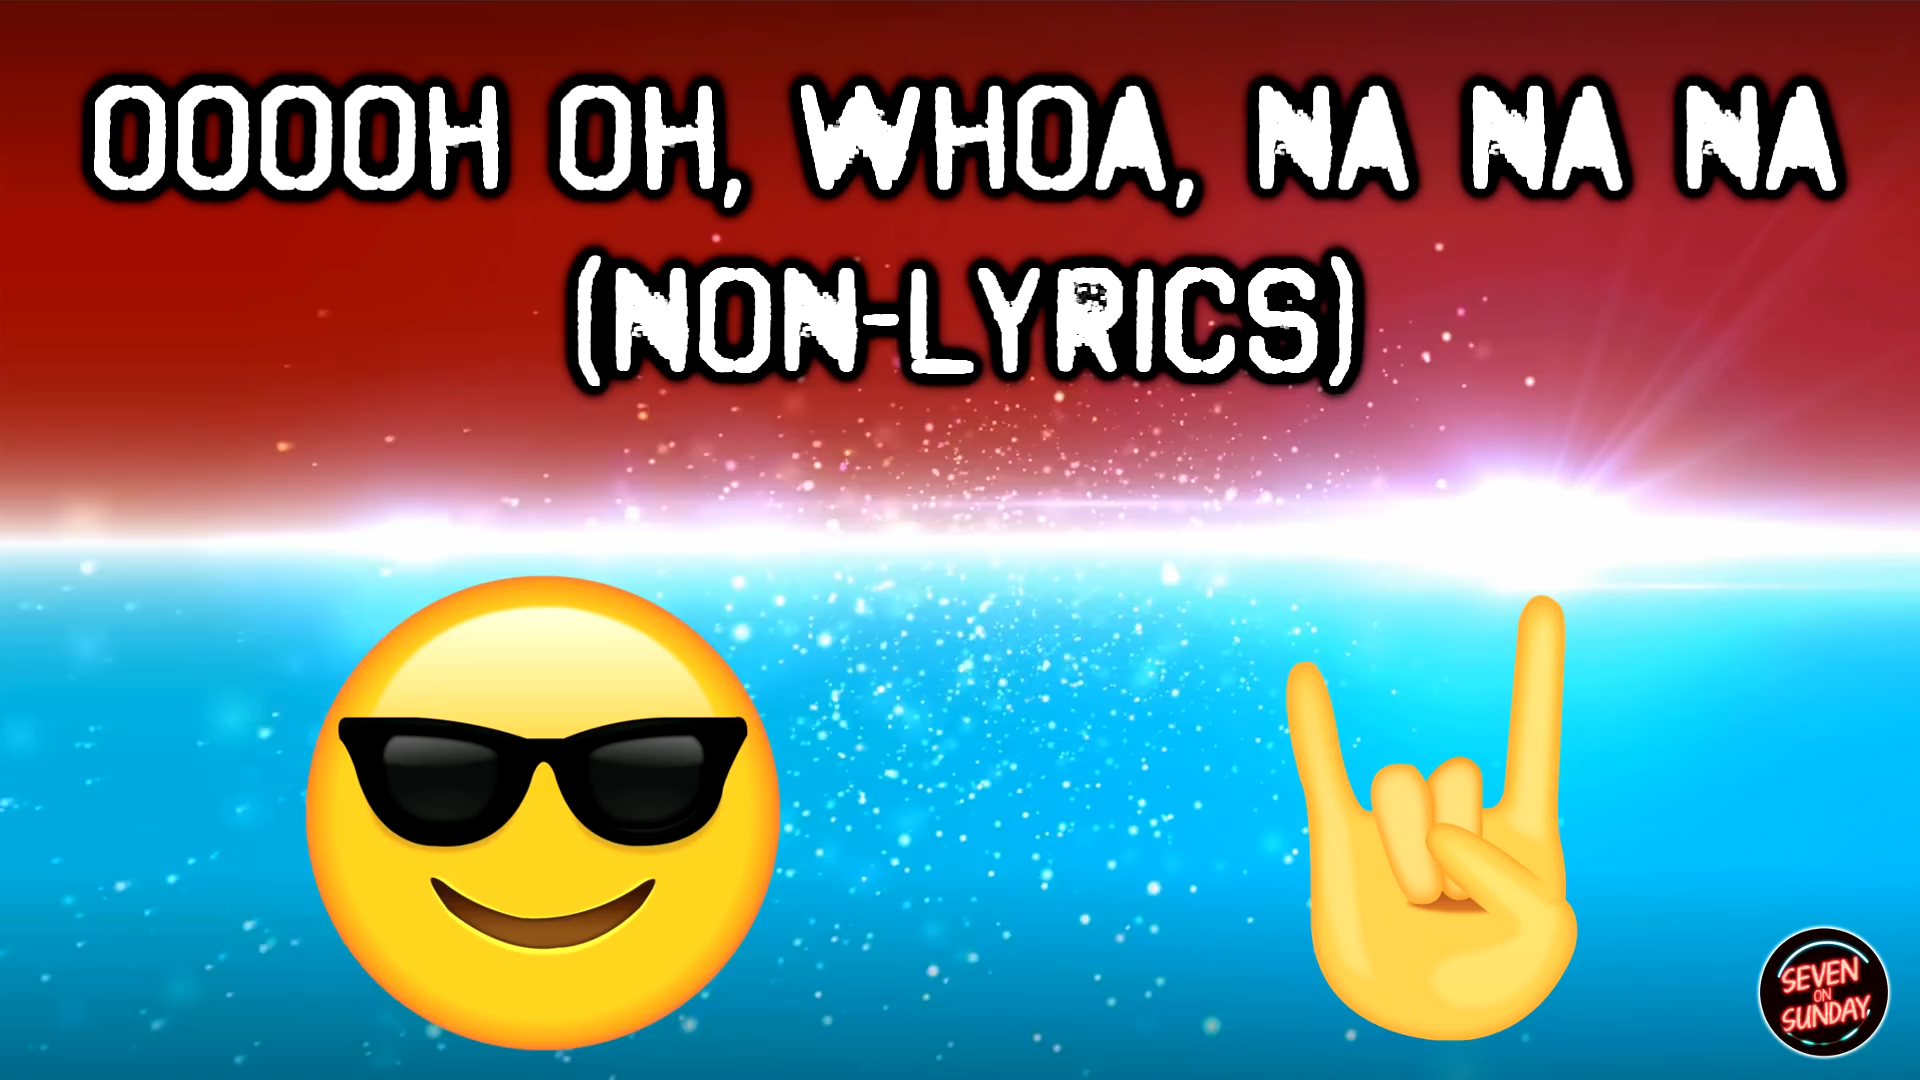 OOOOH OH, WHOA, NA NA NA
(NON-LYRICS)
SEVEN
ON
SUNDAY